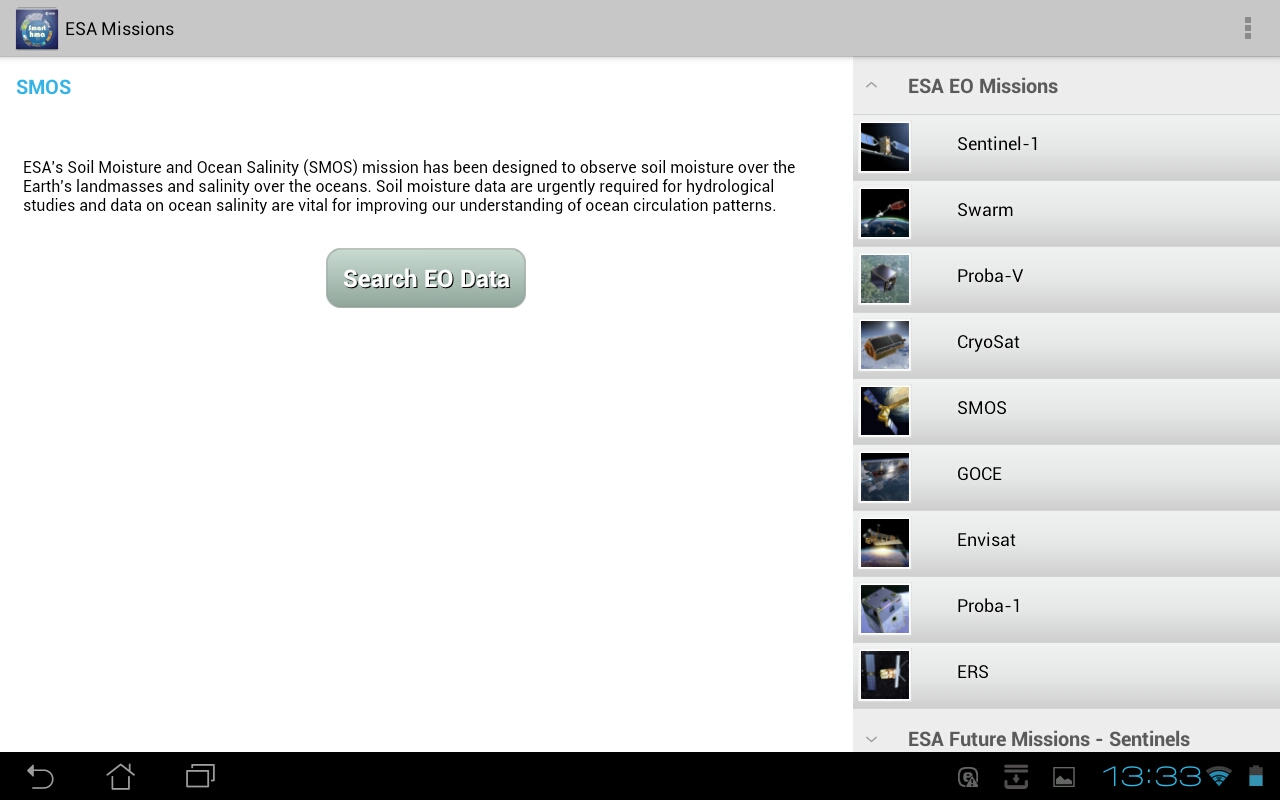 Smart
hma
ESA Missions
SMOS
ESA's Soil Moisture and Ocean Salinity (SMOS) mission has been designed to observe soil moisture over the
Earth's landmasses and salinity over the oceans. Soil moisture data are urgently required for hydrological
studies and data on ocean salinity are vital for improving our understanding of ocean circulation patterns.
Search EO Data
ESA EO Missions
Sentinel-1
Swarm
Proba-V
CryoSat
SMOS
GOCE
Envisat
Proba-1
ERS
ESA Future Missions - Sentinels
13:33